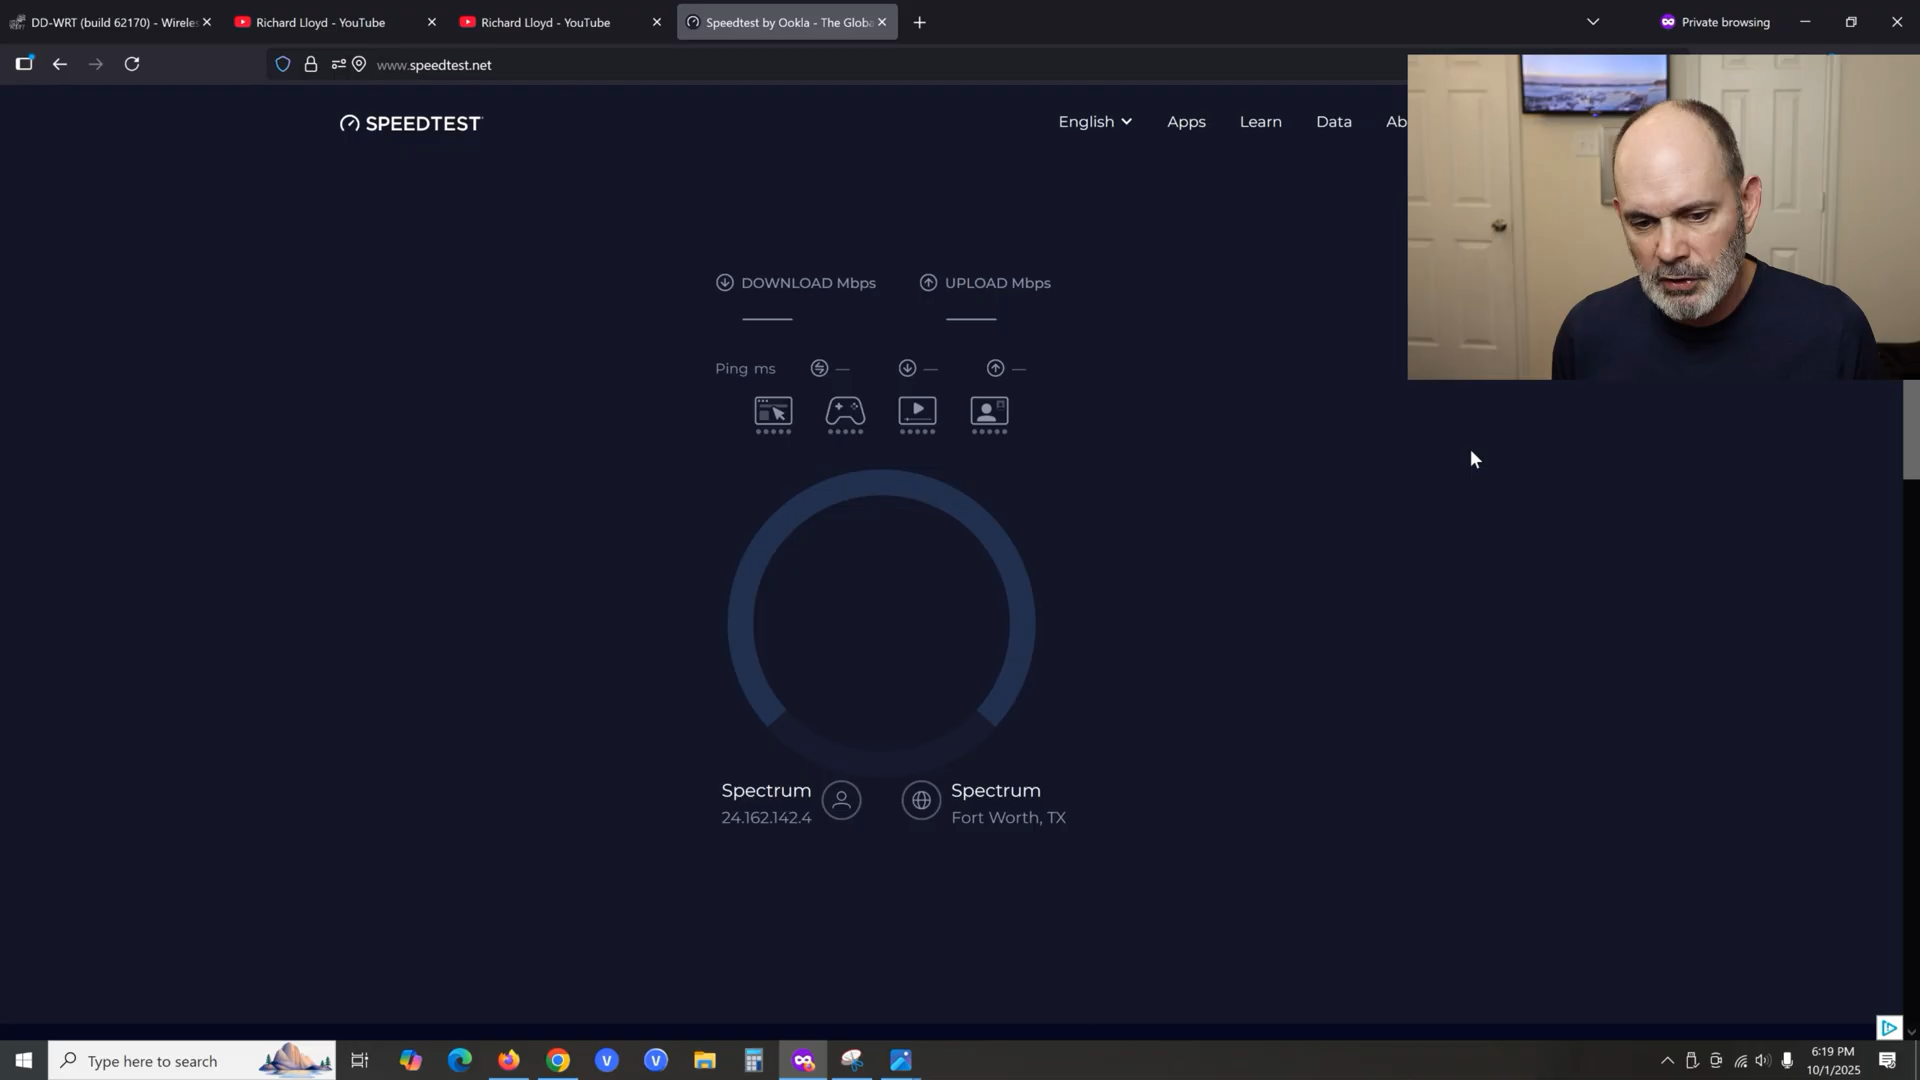 DD-WRT (build 62170) - Wireles
Richard Lloyd - YouTube
Richard Lloyd - YouTube
Speedtest by Ookla - The Globa
Private browsing
www.speedtest.net
SPEEDTEST
English
Apps
Learn
Data
Ab
DOWNLOAD Mbps
UPLOAD Mbps
Ping ms
Spectrum
24.162.142.4
Spectrum
Fort Worth, TX
Type here to search
6:19 PM
10/1/2025